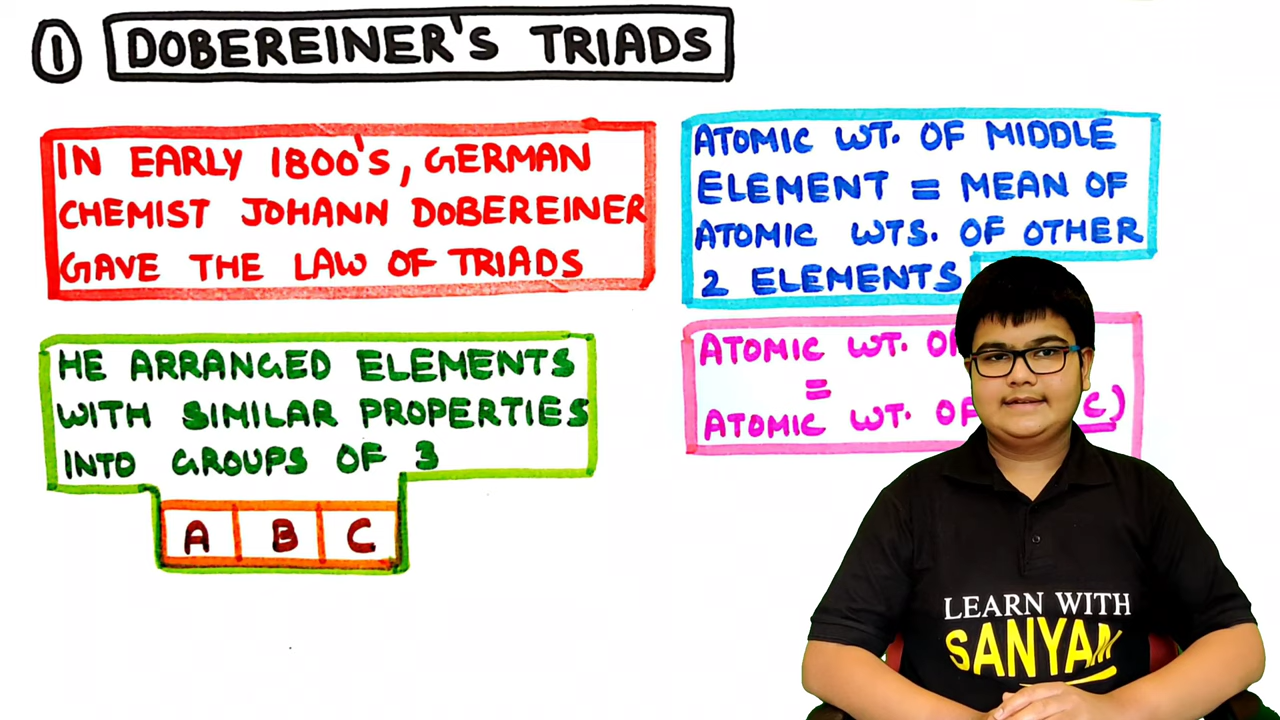 1 DOBEREINER'S TRIADS
IN EARLY 1800'S, GERMAN
CHEMIST JOHANN DOBEREINER
GAVE THE LAW OF TRIADS
HE ARRANGED ELEMENTS
WITH SIMILAR PROPERTIES
INTO GROUPS OF 3
A B C
ATOMIC WT. OF MIDDLE
ELEMENT = MEAN OF
ATOMIC WTS. OF OTHER
2 ELEMENTS
ATOMIC WT. OF
=
ATOMIC WT. OF C)
LEARN WITH
SANYAM